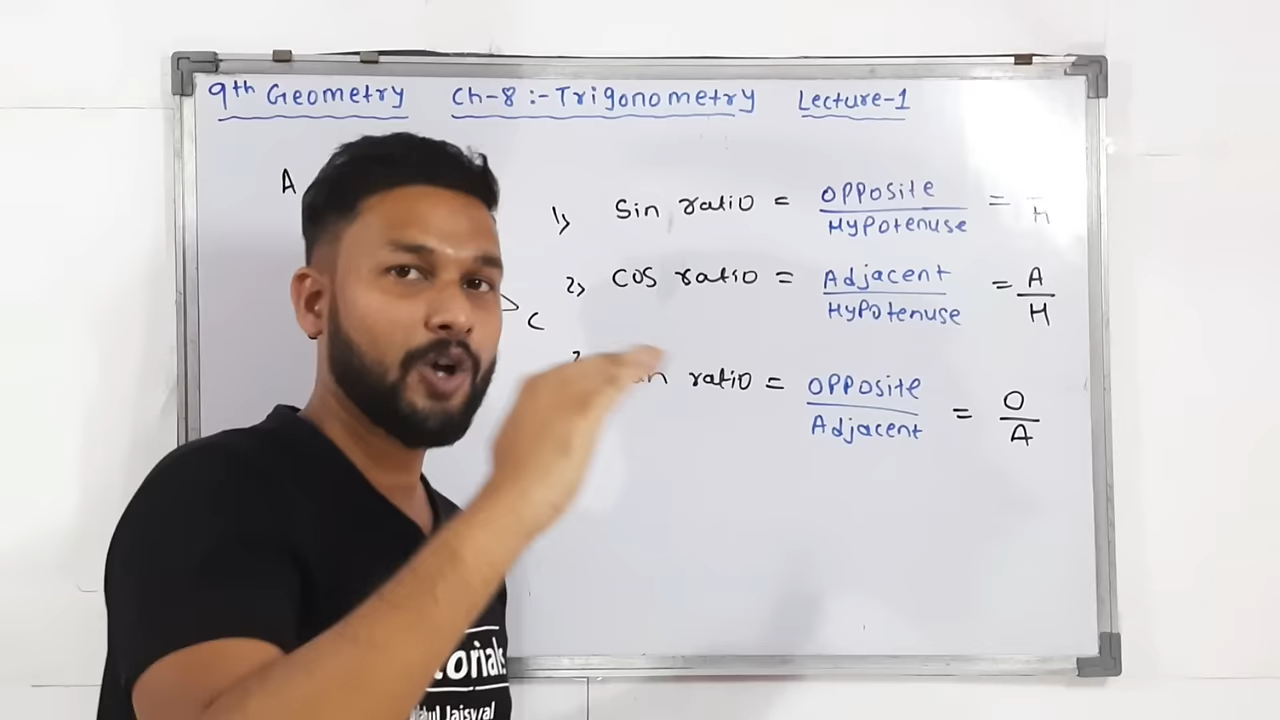 9th Geometry Ch-8 :- Trigonometry Lecture-1
A
C
1) Sin ratio = Opposite / Hypotenuse = / H
2) Cos ratio = Adjacent / Hypotenuse = A / H
ratio = Opposite / Adjacent = O / A
Jaiswal